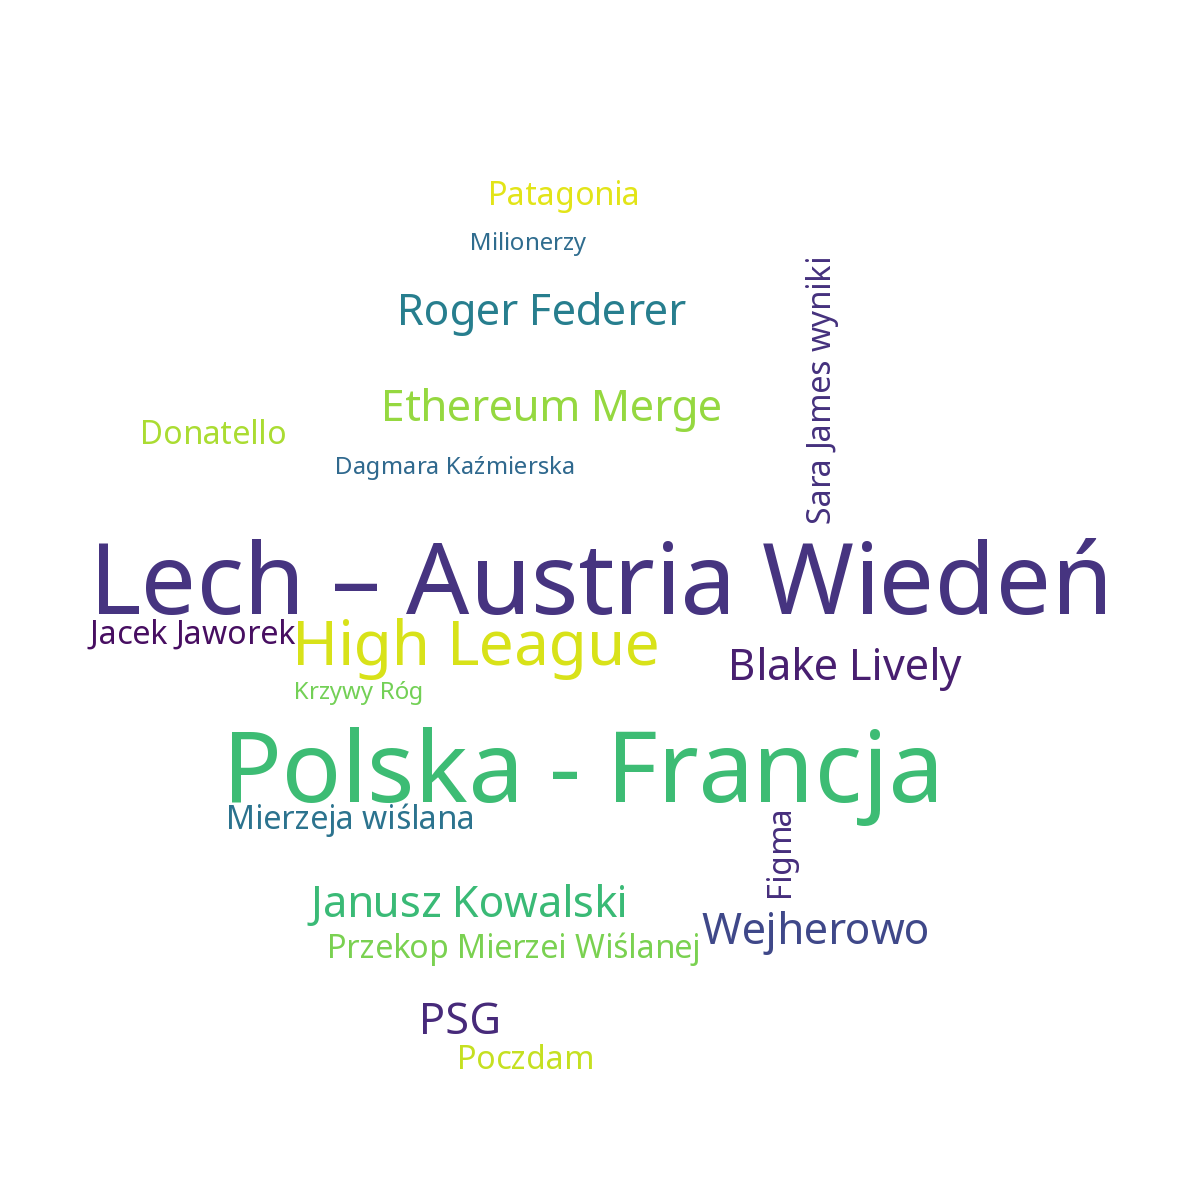 Patagonia
Milionerzy
Roger Federer
Sara James wyniki
Ethereum Merge
Donatello
Dagmara Kaźmierska
Lech – Austria Wiedeń
Jacek Jaworek
High League
Blake Lively
Krzywy Róg
Polska - Francja
Mierzeja wiślana
Figma
Janusz Kowalski
Wejherowo
Przekop Mierzei Wiślanej
PSG
Poczdam